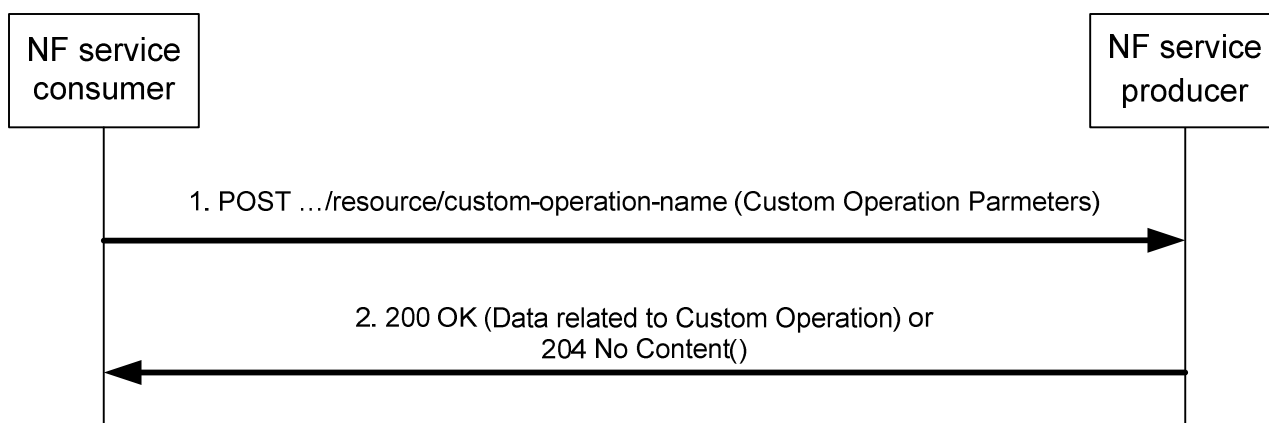 NF service
consumer
NF service
producer
1. POST …/resource/custom-operation-name (Custom Operation Parmeters)
2. 200 OK (Data related to Custom Operation) or
204 No Content()